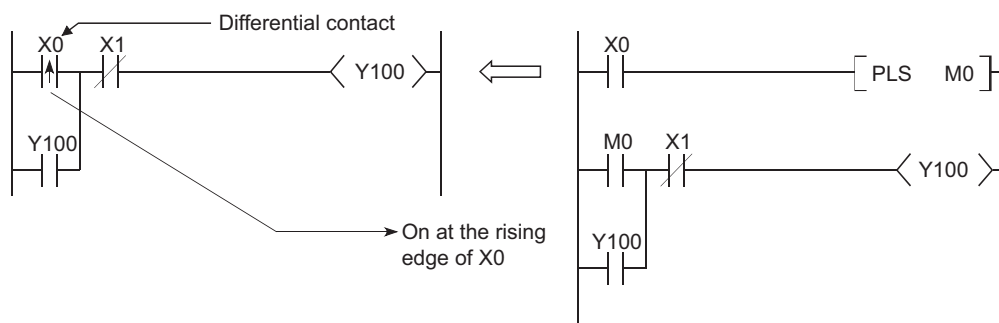 Differential contact
X0 X1
Y100
Y100
On at the rising
edge of X0
X0
PLS M0
M0 X1
Y100
Y100